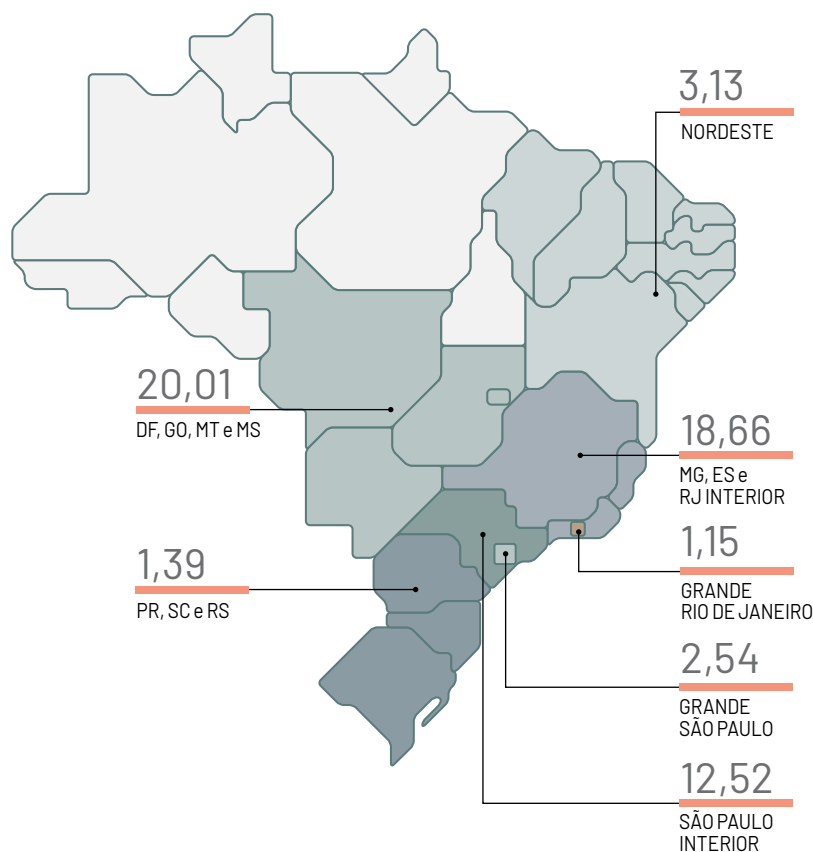 3,13
NORDESTE
20,01
DF, GO, MT e MS
18,66
MG, ES e
RJ INTERIOR
1,15
GRANDE
RIO DE JANEIRO
1,39
PR, SC e RS
2,54
GRANDE
SÃO PAULO
12,52
SÃO PAULO
INTERIOR